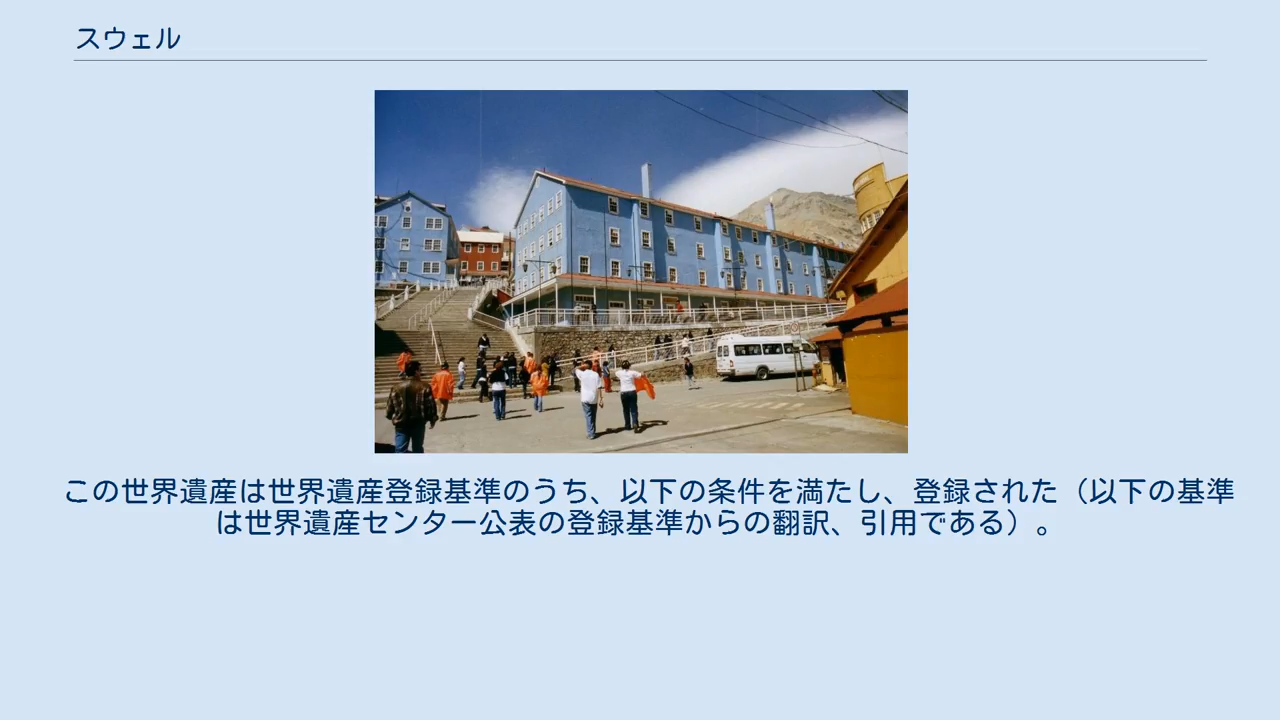 スウェル
この世界遺産は世界遺産登録基準のうち、以下の条件を満たし、登録された（以下の基準
は世界遺産センター公表の登録基準からの翻訳、引用である）。